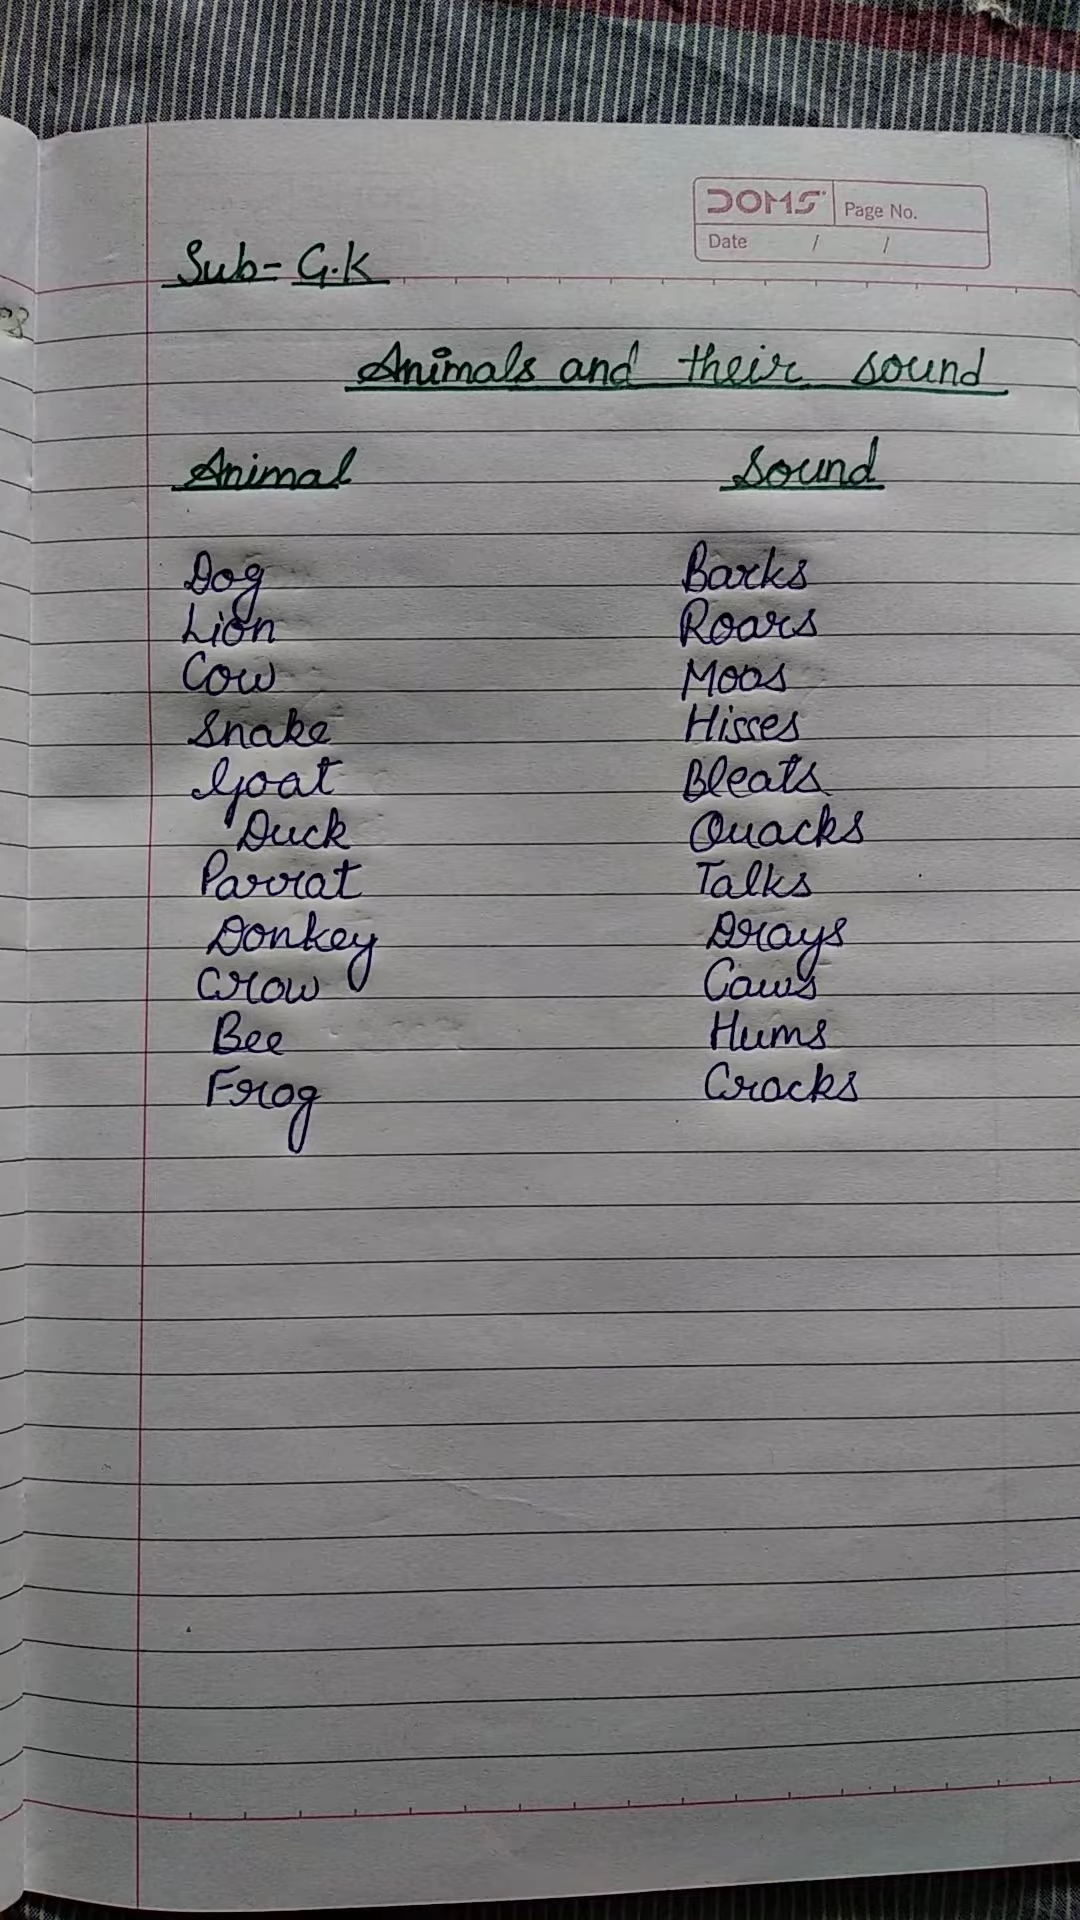 DOMS Page No.
Date / /
Sub- G.K
Animals and their sound
Animal Sound
Dog Barks
Lion Roars
Cow Moos
Snake Hisses
Goat Bleats
Duck Quacks
Parrat Talks
Donkey Brays
Crow Caws
Bee Hums
Frog Cracks